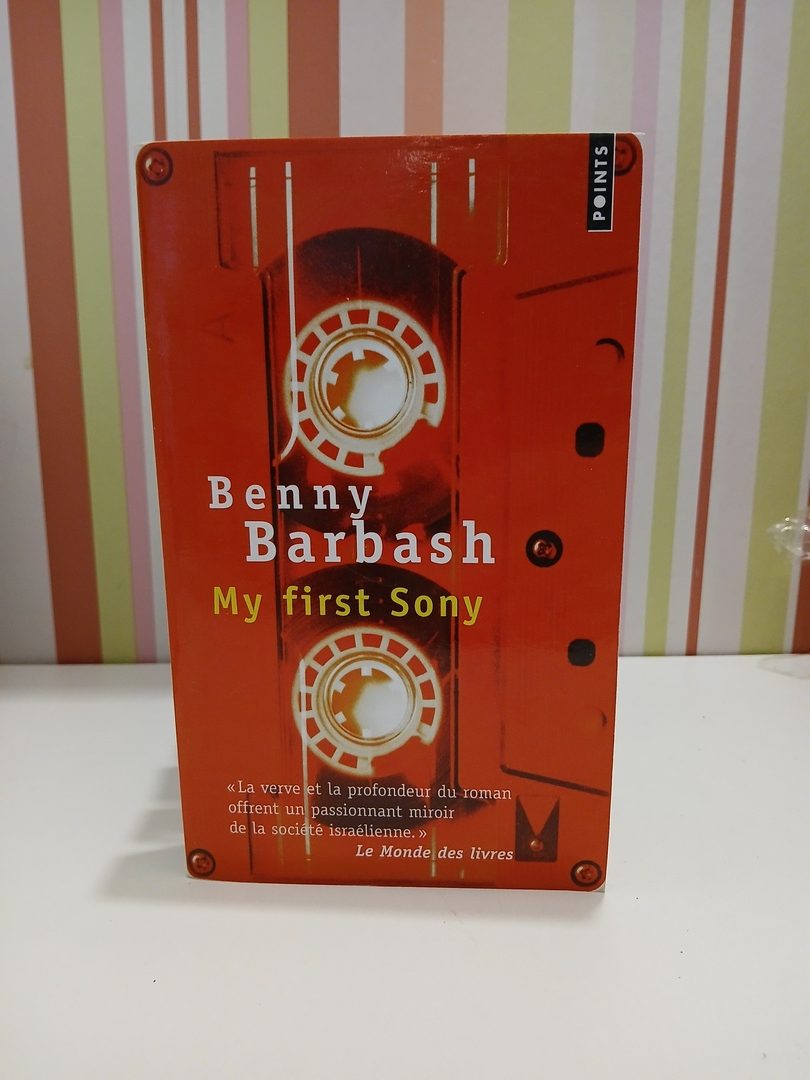 POINTS
Benny
Barbash
My first Sony
« La verve et la profondeur du roman
offrent un passionnant miroir
de la société israélienne. »
Le Monde des livres